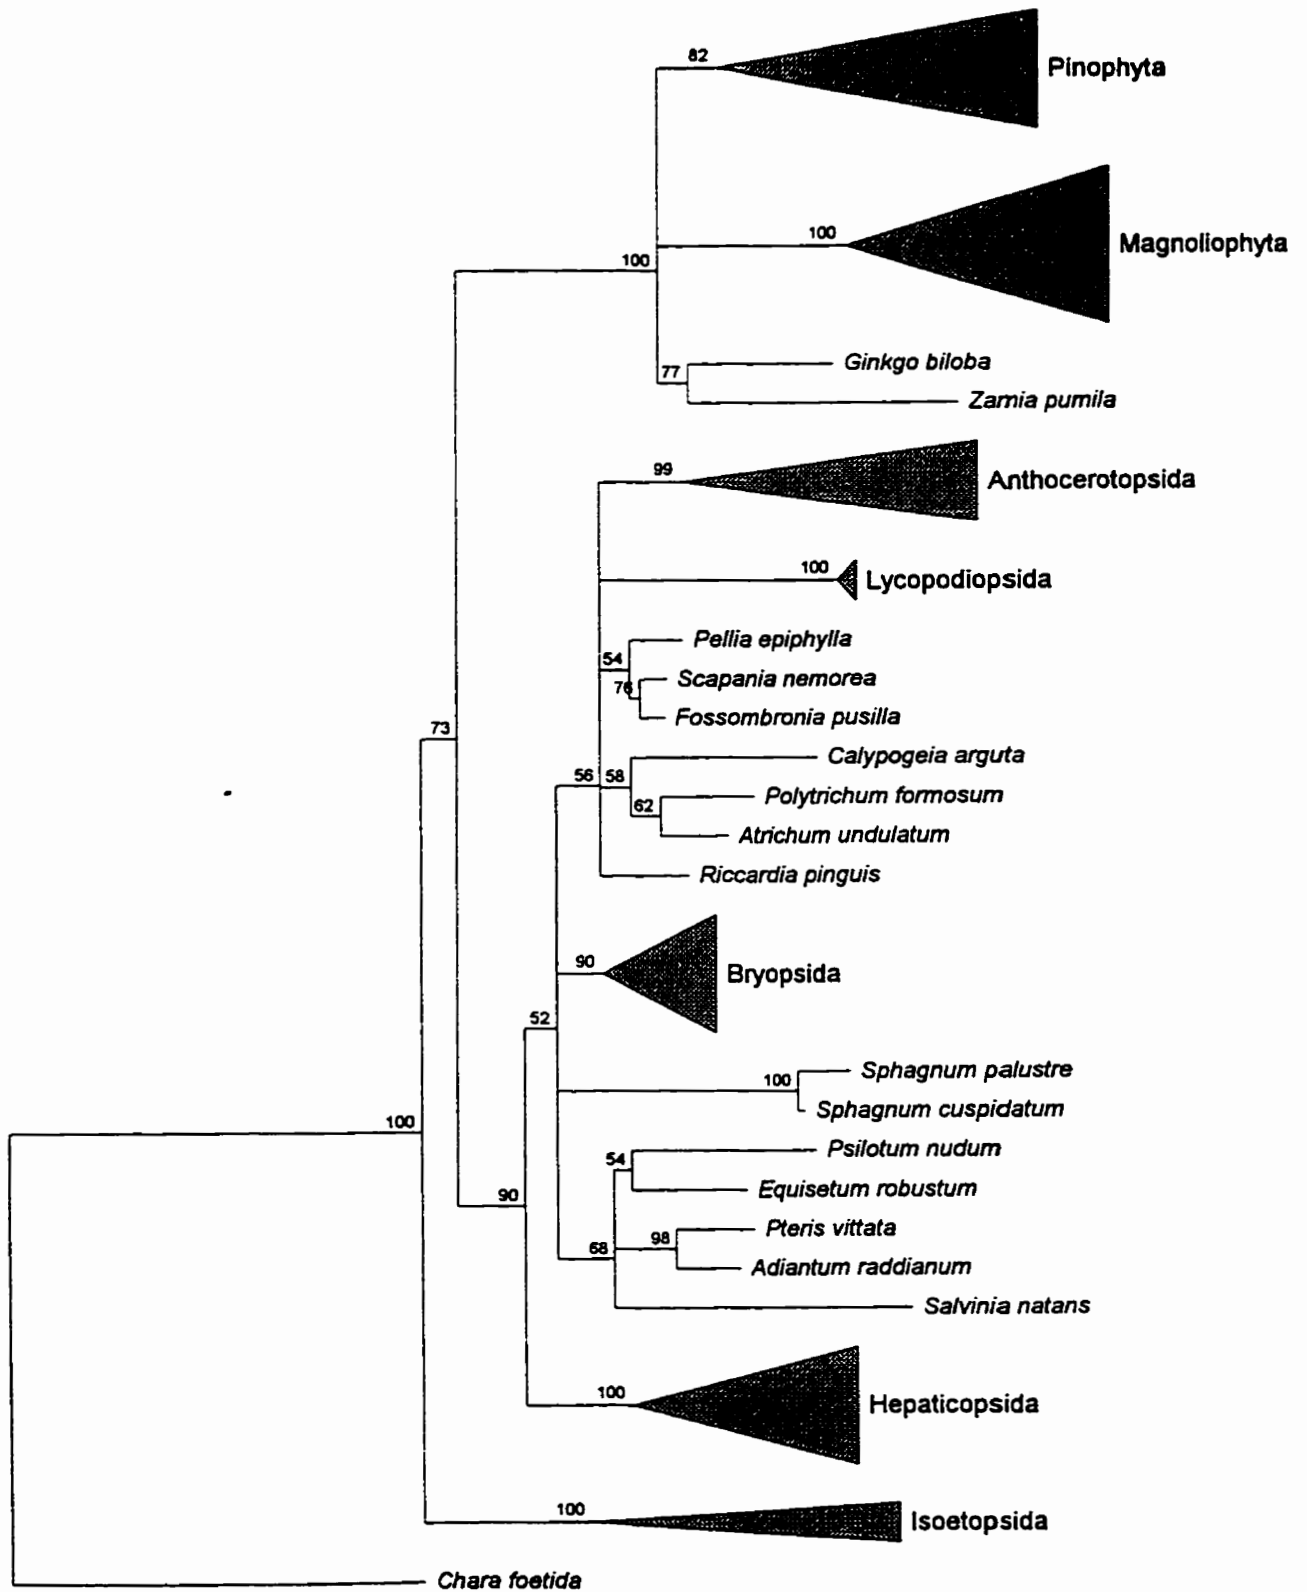 82
Pinophyta
100
Magnoliophyta
100
Ginkgo biloba
77
Zamia pumila
99
Anthocerotopsida
100
Lycopodiopsida
Pellia epiphylla
54
Scapania nemorea
76
Fossombronia pusilla
73
Calypogeia arguta
56 58
Polytrichum formosum
62
Atrichum undulatum
Riccardia pinguis
90
Bryopsida
52
Sphagnum palustre
100
Sphagnum cuspidatum
100
Psilotum nudum
54
Equisetum robustum
90
Pteris vittata
98
68
Adiantum raddianum
Salvinia natans
100
Hepaticopsida
100
Isoetopsida
Chara foetida